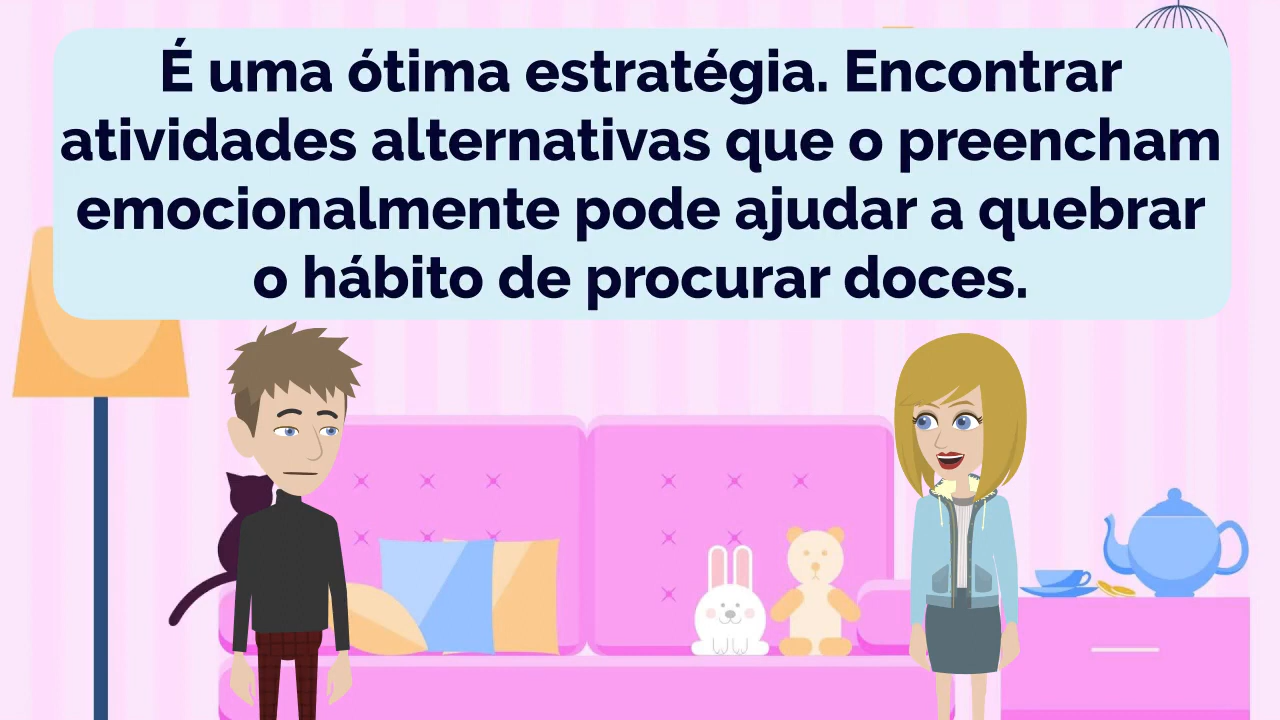 É uma ótima estratégia. Encontrar
atividades alternativas que o preencham
emocionalmente pode ajudar a quebrar
o hábito de procurar doces.